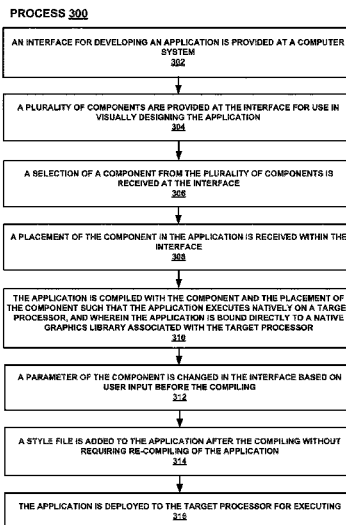 PROCESS 300
AN INTERFACE FOR DEVELOPING AN APPLICATION IS PROVIDED AT A COMPUTER
SYSTEM
302
A PLURALITY OF COMPONENTS ARE PROVIDED AT THE INTERFACE FOR USE IN
VISUALLY DESIGNING THE APPLICATION
304
A SELECTION OF A COMPONENT FROM THE PLURALITY OF COMPONENTS IS
RECEIVED AT THE INTERFACE
306
A PLACEMENT OF THE COMPONENT IN THE APPLICATION IS RECEIVED WITHIN THE
INTERFACE
308
THE APPLICATION IS COMPILED WITH THE COMPONENT AND THE PLACEMENT OF
THE COMPONENT SUCH THAT THE APPLICATION EXECUTES NATIVELY ON A TARGET
PROCESSOR, AND WHEREIN THE APPLICATION IS BOUND DIRECTLY TO A NATIVE
GRAPHICS LIBRARY ASSOCIATED WITH THE TARGET PROCESSOR
310
A PARAMETER OF THE COMPONENT IS CHANGED IN THE INTERFACE BASED ON
USER INPUT BEFORE THE COMPILING
312
A STYLE FILE IS ADDED TO THE APPLICATION AFTER THE COMPILING WITHOUT
REQUIRING RE-COMPILING OF THE APPLICATION
314
THE APPLICATION IS DEPLOYED TO THE TARGET PROCESSOR FOR EXECUTING
316